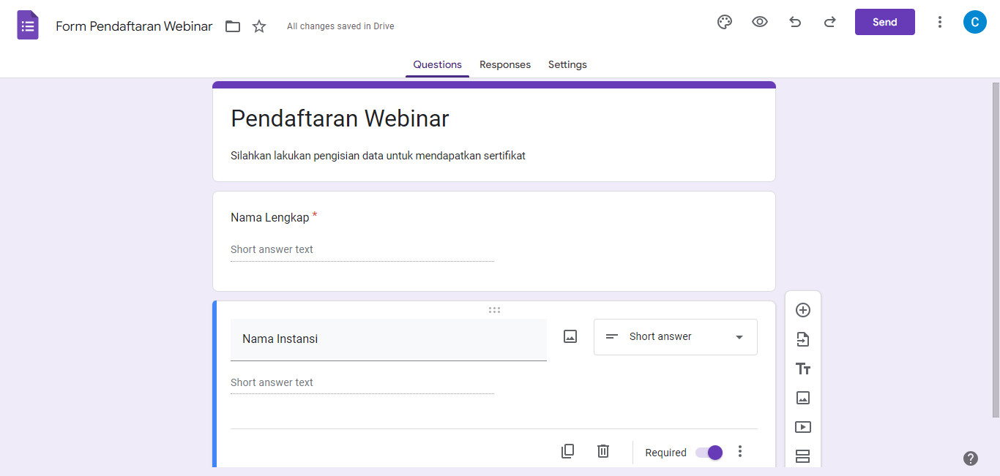 Form Pendaftaran Webinar
All changes saved in Drive
Send
C
Questions Responses Settings
Pendaftaran Webinar
Silahkan lakukan pengisian data untuk mendapatkan sertifikat
Nama Lengkap *
Short answer text
Nama Instansi
Short answer
Short answer text
Tt
Required
?